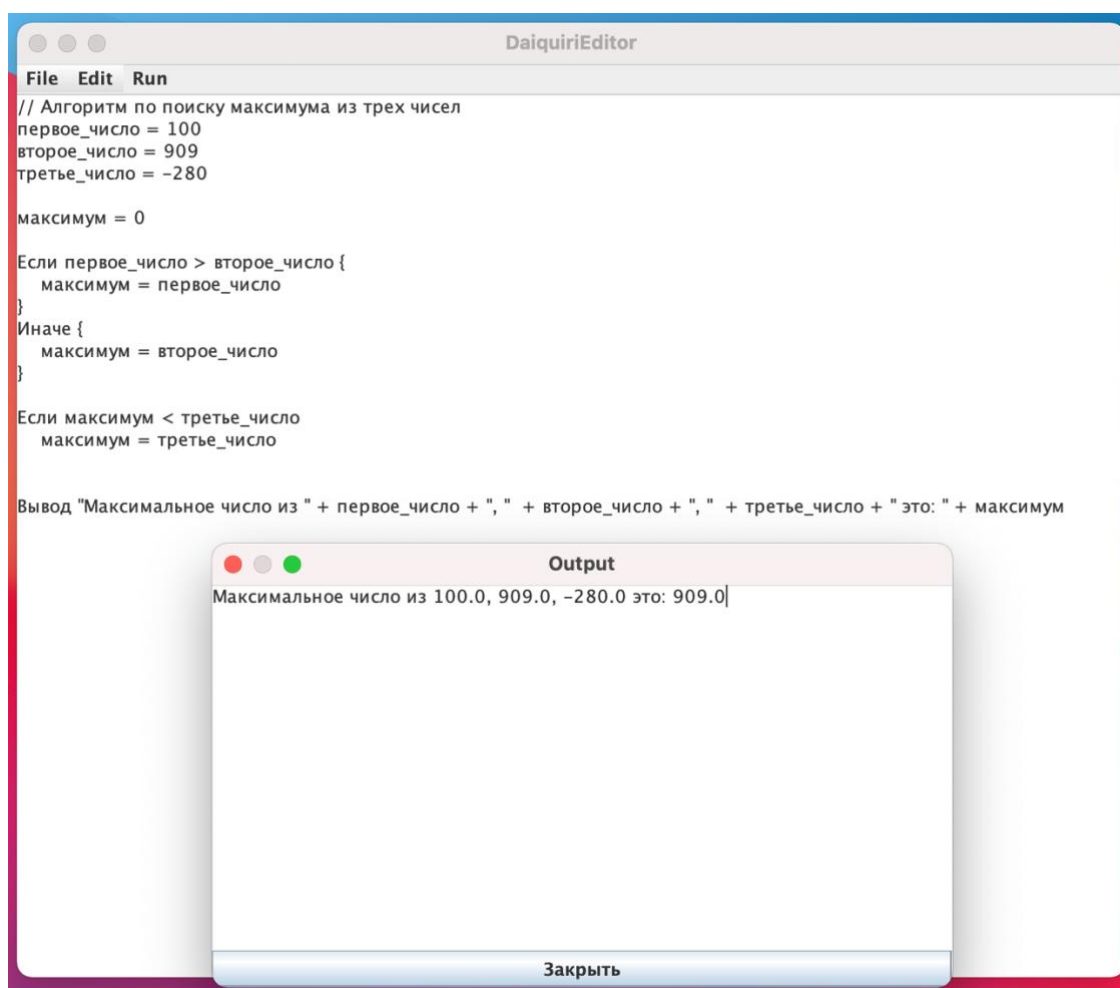 DaiquiriEditor
File Edit Run
// Алгоритм по поиску максимума из трех чисел
первое_число = 100
второе_число = 909
третье_число = -280
максимум = 0
Если первое_число > второе_число {
максимум = первое_число
}
Иначе {
максимум = второе_число
}
Если максимум < третье_число
максимум = третье_число
Вывод "Максимальное число из " + первое_число + ", " + второе_число + ", " + третье_число + " это: " + максимум
Output
Максимальное число из 100.0, 909.0, -280.0 это: 909.0
Закрыть